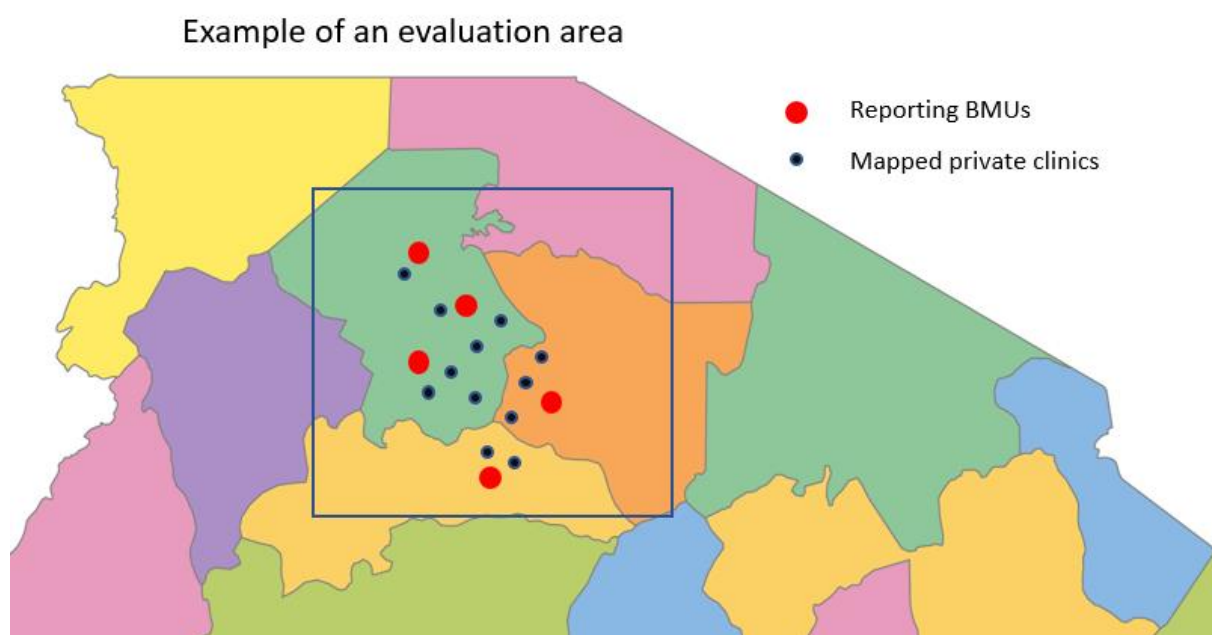 Example of an evaluation area
Reporting BMUs
Mapped private clinics